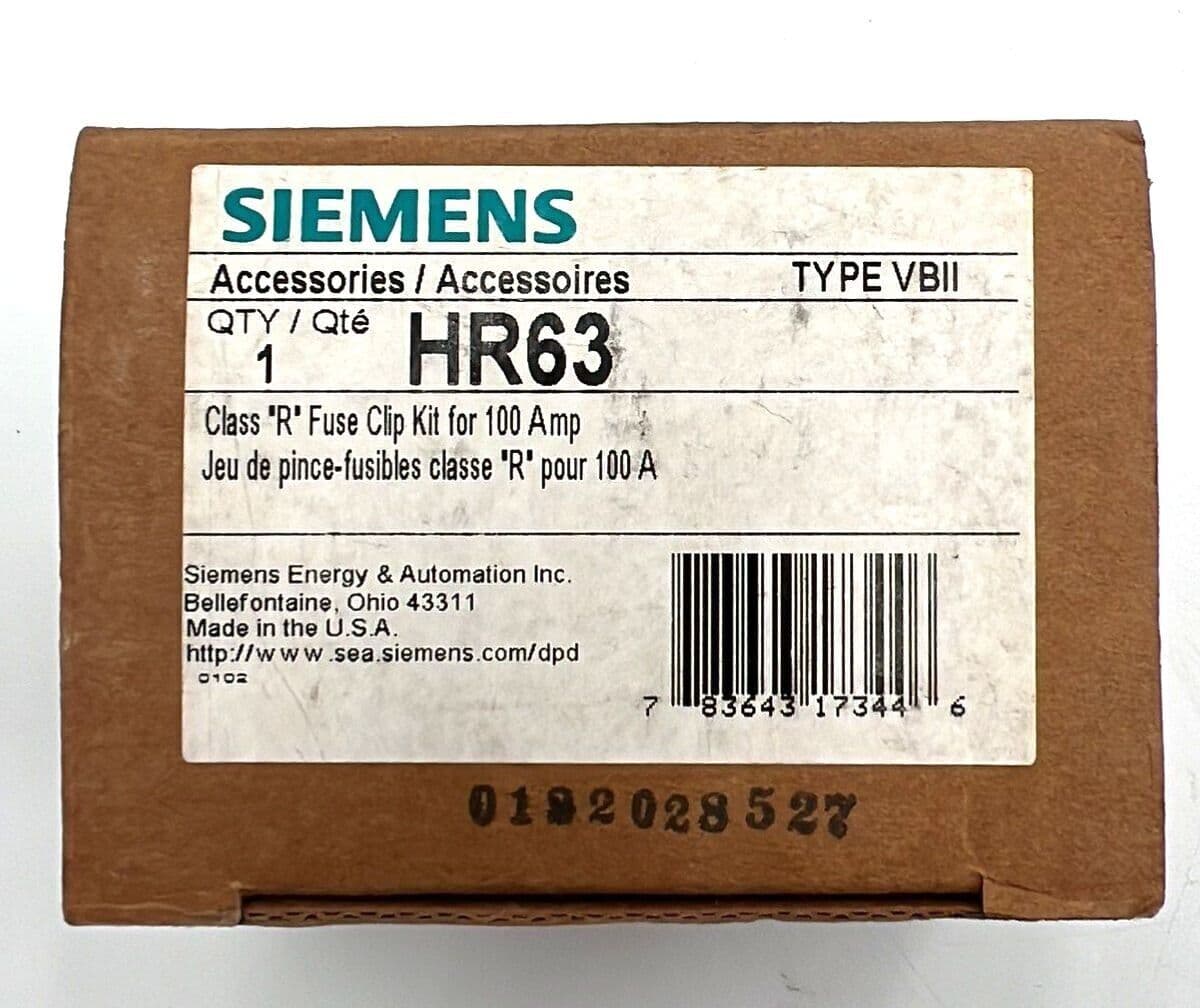 SIEMENS
Accessories / Accessoires TYPE VBII
QTY / Qté HR63
1
Class "R" Fuse Clip Kit for 100 Amp
Jeu de pince-fusibles classe "R" pour 100 A
Siemens Energy & Automation Inc.
Bellefontaine, Ohio 43311
Made in the U.S.A.
http://www.sea.siemens.com/dpd
0102
7 83643 17344 6